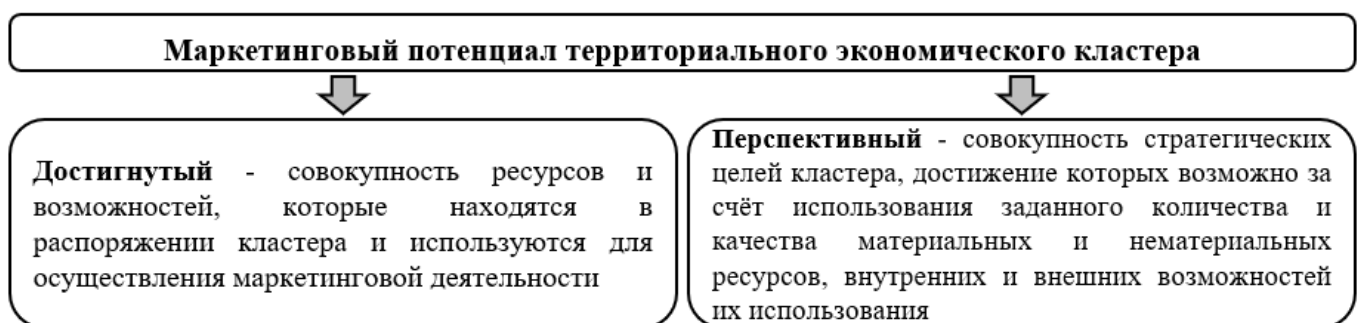 Маркетинговый потенциал территориального экономического кластера
Достигнутый - совокупность ресурсов и
возможностей, которые находятся в
распоряжении кластера и используются для
осуществления маркетинговой деятельности
Перспективный - совокупность стратегических
целей кластера, достижение которых возможно за
счёт использования заданного количества и
качества материальных и нематериальных
ресурсов, внутренних и внешних возможностей
их использования